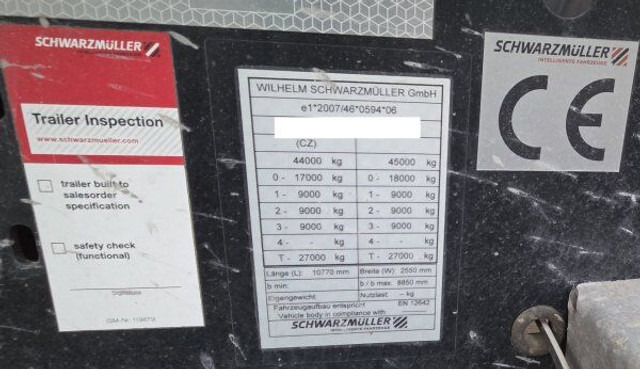 SCHWARZMÜLLER
Trailer Inspection
www.schwarzmueller.com
trailer built to
salesorder
specification
safety check
(functional)
WILHELM SCHWARZMÜLLER GmbH
e1*2007/46*0594*06
(CZ)
44000 kg 45000 kg
0 - 17000 kg 0 - 18000 kg
1 - 9000 kg 1 - 9000 kg
2 - 9000 kg 2 - 9000 kg
3 - 9000 kg 3 - 9000 kg
4 - - kg 4 - - kg
T - 27000 kg T - 27000 kg
Länge (L): 10770 mm Breite (W): 2550 mm
b min: b / b max: 8850 mm
Eigengewicht: Nutzlast: -- kg
Fahrzeugaufbau entspricht EN 12642
Vehicle body in compliance with
SCHWARZMÜLLER
INTELLIGENTE FAHRZEUGE
SCHWARZMÜLLER
INTELLIGENTE FAHRZEUGE
CE